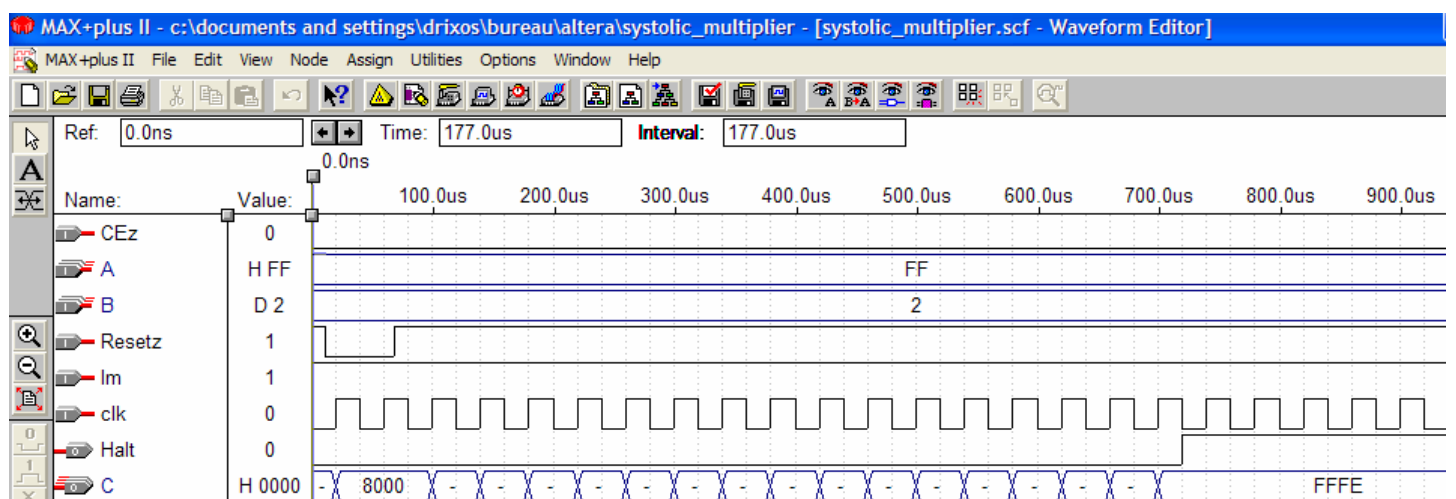 MAX+plus II - c:\documents and settings\drixos\bureau\altera\systolic_multiplier - [systolic_multiplier.scf - Waveform Editor]
MAX+plus II File Edit View Node Assign Utilities Options Window Help
Ref: 0.0ns Time: 177.0us Interval: 177.0us
0.0ns
Name: Value: 100.0us 200.0us 300.0us 400.0us 500.0us 600.0us 700.0us 800.0us 900.0us
CEz 0
A H FF FF
B D 2 2
Resetz 1
Im 1
clk 0
Halt 0
C H 0000 - 8000 - - - - - - - - - - - - FFFE